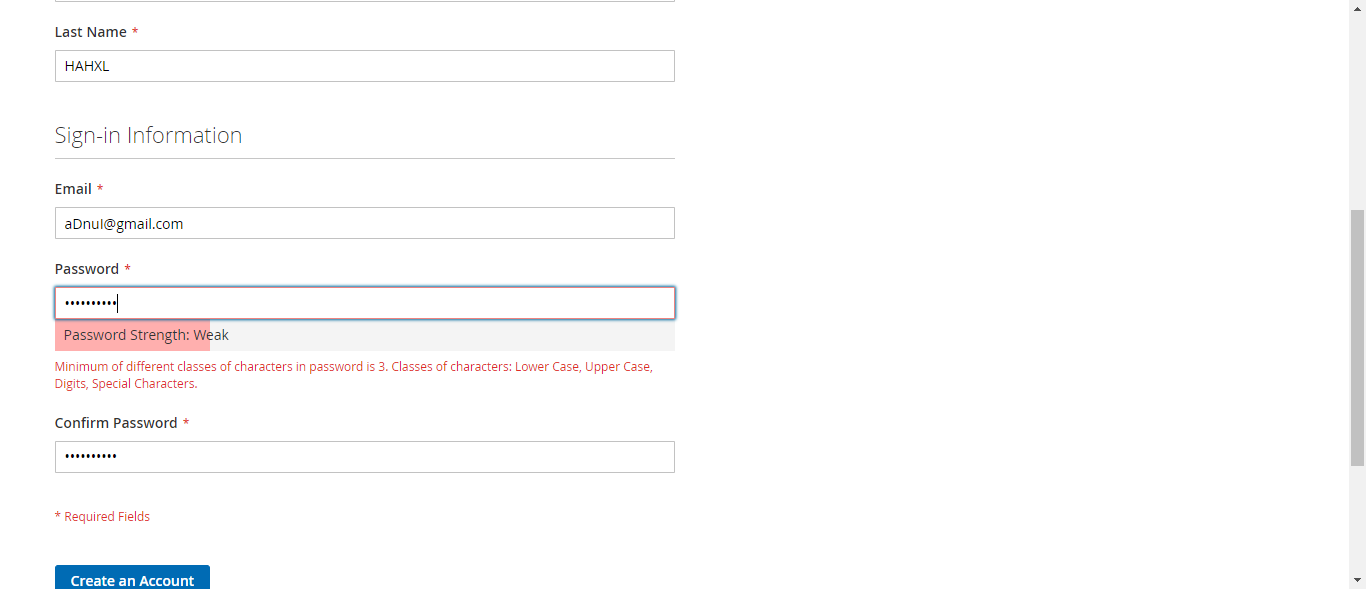 Last Name *
HAHXL
Sign-in Information
Email *
aDnuI@gmail.com
Password *
••••••••••
Password Strength: Weak
Minimum of different classes of characters in password is 3. Classes of characters: Lower Case, Upper Case,
Digits, Special Characters.
Confirm Password *
••••••••••
* Required Fields
Create an Account